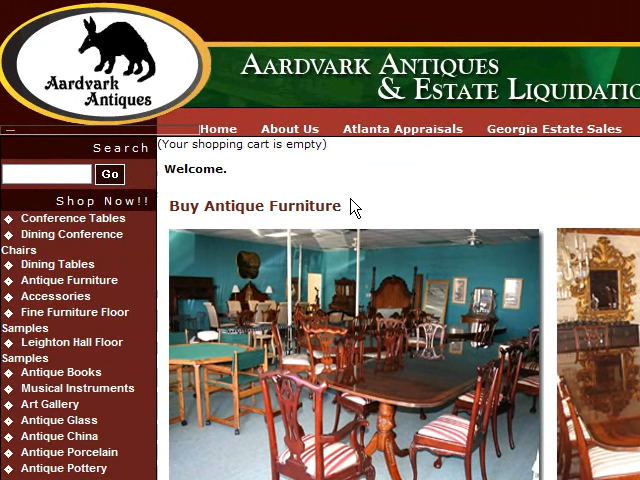 Aardvark
Antiques
AARDVARK ANTIQUES
& ESTATE LIQUIDATIO
Home About Us Atlanta Appraisals Georgia Estate Sales
Search
(Your shopping cart is empty)
Go
Welcome.
Shop Now!!
Buy Antique Furniture
Conference Tables
Dining Conference
Chairs
Dining Tables
Antique Furniture
Accessories
Fine Furniture Floor
Samples
Leighton Hall Floor
Samples
Antique Books
Musical Instruments
Art Gallery
Antique Glass
Antique China
Antique Porcelain
Antique Pottery